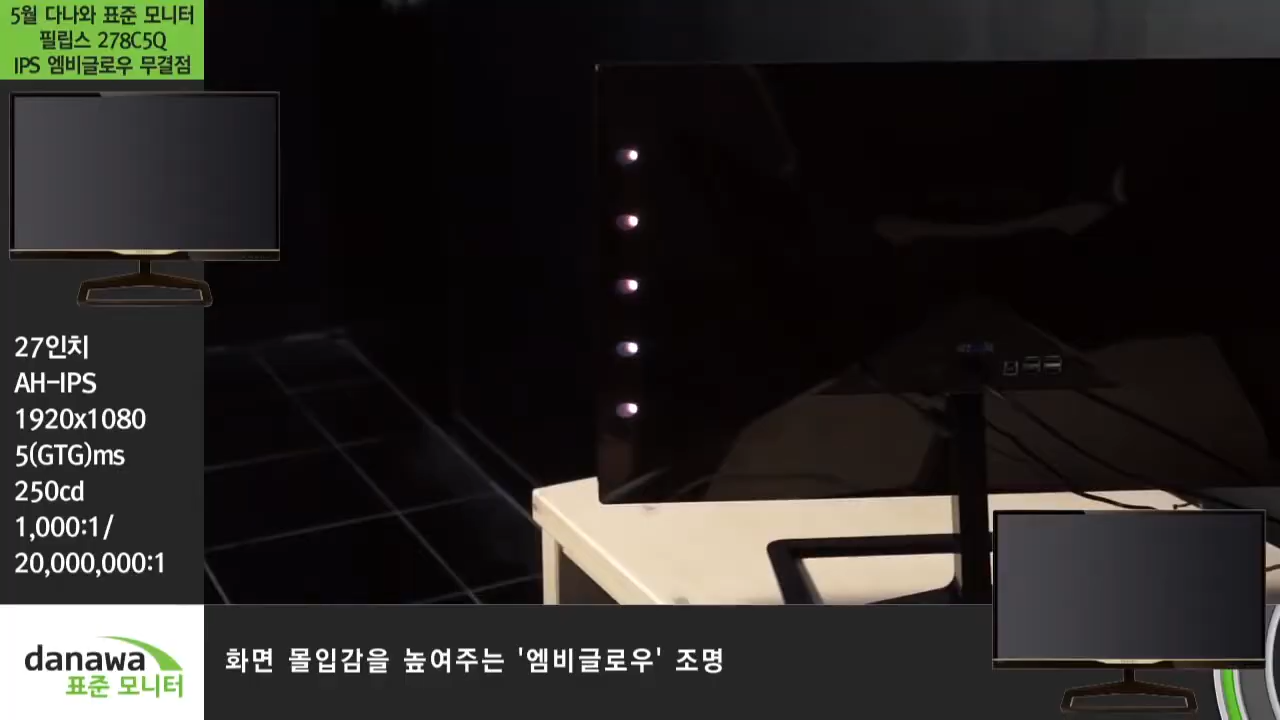 5월 다나와 표준 모니터
필립스 278C5Q
IPS 엠비글로우 무결점
27인치
AH-IPS
1920x1080
5(GTG)ms
250cd
1,000:1/
20,000,000:1
danawa
표준 모니터
화면 몰입감을 높여주는 '엠비글로우' 조명